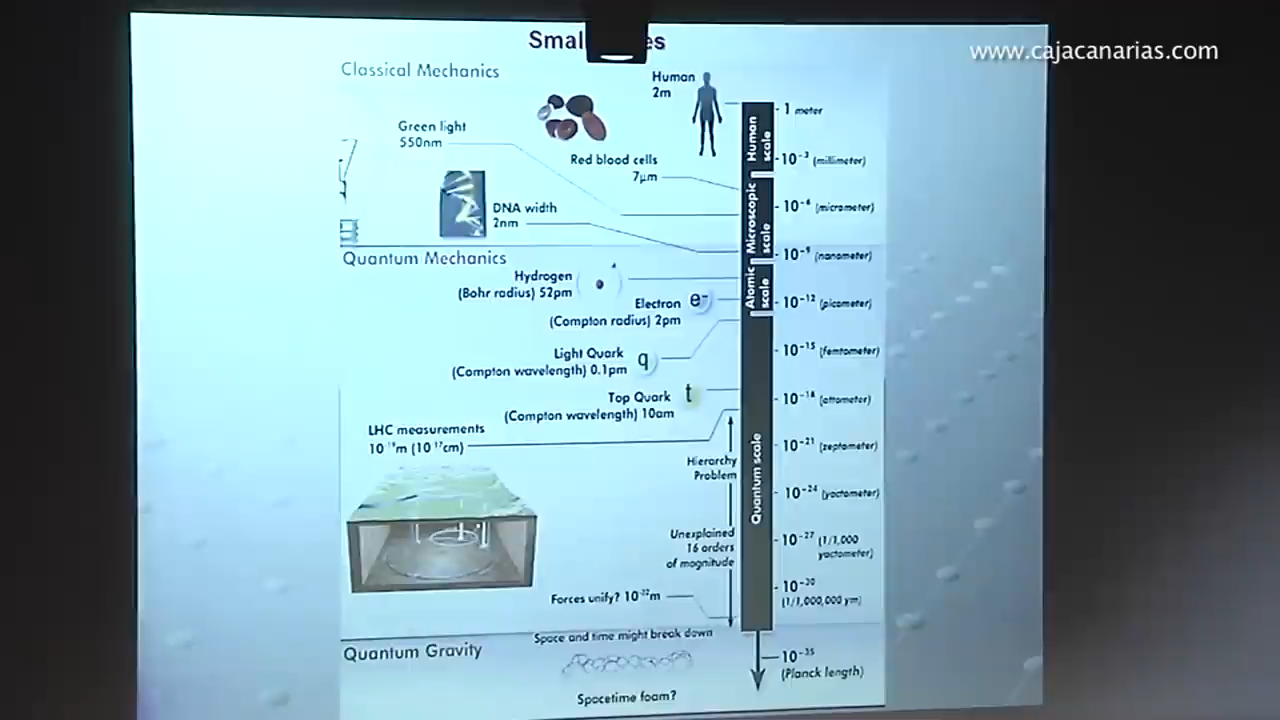 www.cajacanarias.com
Classical Mechanics
Human
2m
1 meter
Green light
550nm
Human
scale
Red blood cells
7μm
10⁻³ (millimeter)
DNA width
2nm
Microscopic
scale
10⁻⁶ (micrometer)
10⁻⁹ (nanometer)
Quantum Mechanics
Hydrogen
(Bohr radius) 52pm
Atomic
scale
Electron e⁻
(Compton radius) 2pm
10⁻¹² (picometer)
Light Quark q
(Compton wavelength) 0.1pm
10⁻¹⁵ (femtometer)
Top Quark t
(Compton wavelength) 10am
10⁻¹⁸ (attometer)
LHC measurements
10⁻¹⁹m (10⁻¹⁷cm)
10⁻²¹ (zeptometer)
Hierarchy
Problem
Quantum scale
10⁻²⁴ (yoctometer)
Unexplained
16 orders
of magnitude
10⁻²⁷ (1/1,000
yoctometer)
Forces unify?
(1/1,000,000 ym)
Space and time might break down
Quantum Gravity
10⁻³⁵
(Planck length)
Spacetime foam?